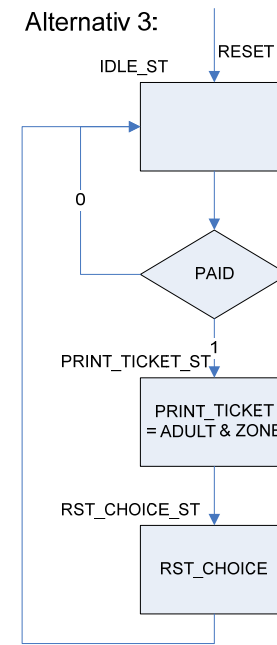 Alternativ 3:
RESET
IDLE_ST
0
PAID
1
PRINT_TICKET_ST
PRINT_TICKET
= ADULT & ZONE
RST_CHOICE_ST
RST_CHOICE